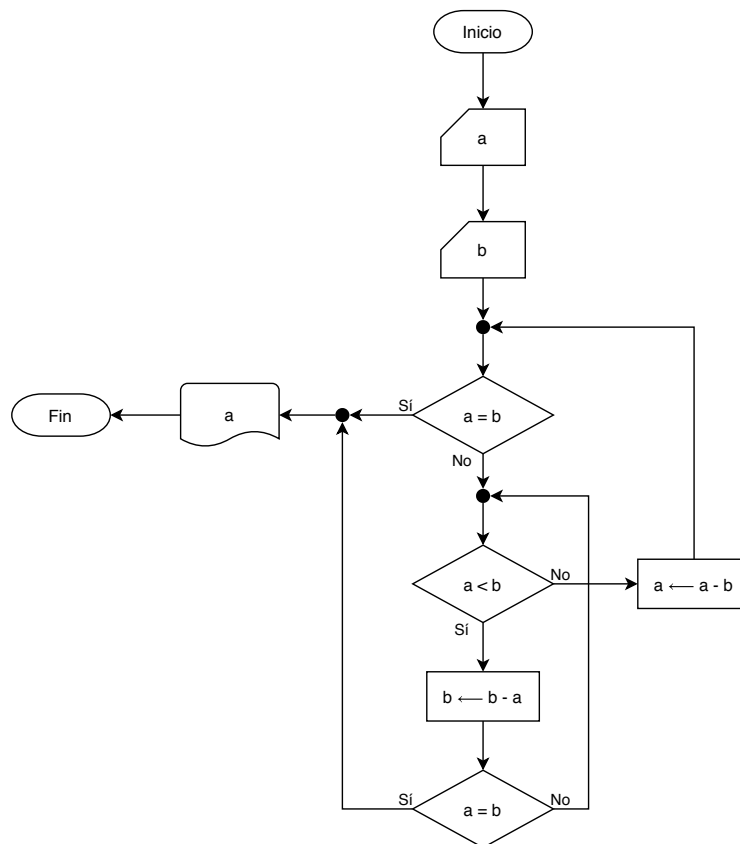 Inicio
a
b
a = b
Sí
No
a
Fin
a < b
No
Sí
a ⟵ a - b
b ⟵ b - a
a = b
Sí
No